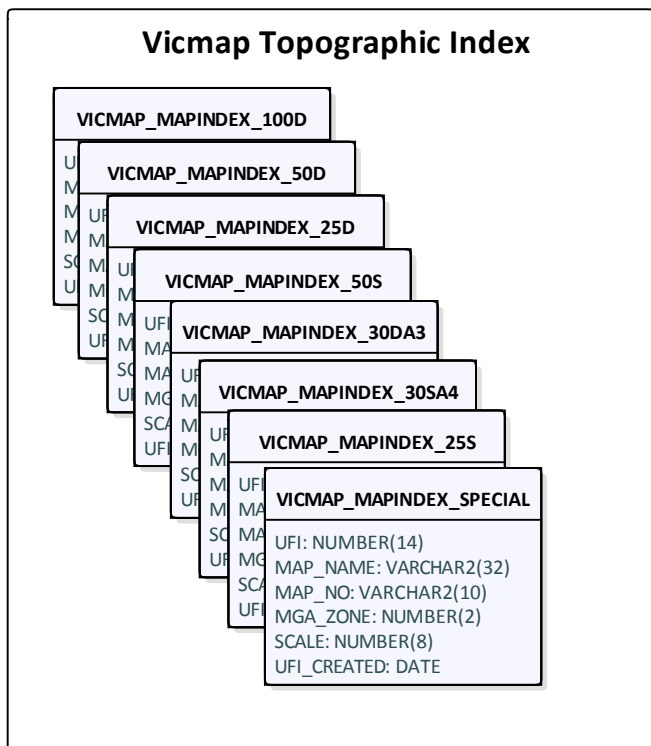 Vicmap Topographic Index
VICMAP_MAPINDEX_100D
VICMAP_MAPINDEX_50D
VICMAP_MAPINDEX_25D
VICMAP_MAPINDEX_50S
VICMAP_MAPINDEX_30DA3
VICMAP_MAPINDEX_30SA4
VICMAP_MAPINDEX_25S
VICMAP_MAPINDEX_SPECIAL
UFI: NUMBER(14)
MAP_NAME: VARCHAR2(32)
MAP_NO: VARCHAR2(10)
MGA_ZONE: NUMBER(2)
SCALE: NUMBER(8)
UFI_CREATED: DATE